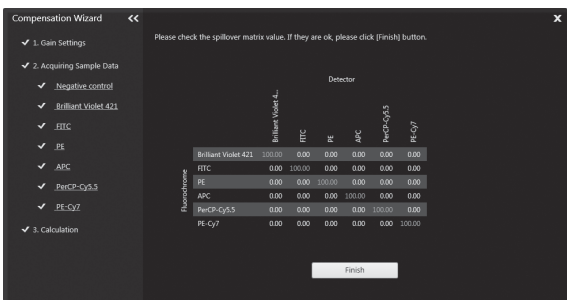 Compensation Wizard <<
X
Please check the spillover matrix value. If they are ok, please click [Finish] button.
✔ 1. Gain Settings
✔ 2. Acquiring Sample Data
✔ Negative control
✔ Brilliant Violet 421
✔ FITC
✔ PE
✔ APC
✔ PerCP-Cy5.5
✔ PE-Cy7
✔ 3. Calculation
Detector
Brilliant Violet 4... FITC PE APC PerCP-Cy5.5 PE-Cy7
Fluorochrome
Brilliant Violet 421 100.00 0.00 0.00 0.00 0.00 0.00
FITC 0.00 100.00 0.00 0.00 0.00 0.00
PE 0.00 0.00 100.00 0.00 0.00 0.00
APC 0.00 0.00 0.00 100.00 0.00 0.00
PerCP-Cy5.5 0.00 0.00 0.00 0.00 100.00 0.00
PE-Cy7 0.00 0.00 0.00 0.00 0.00 100.00
Finish